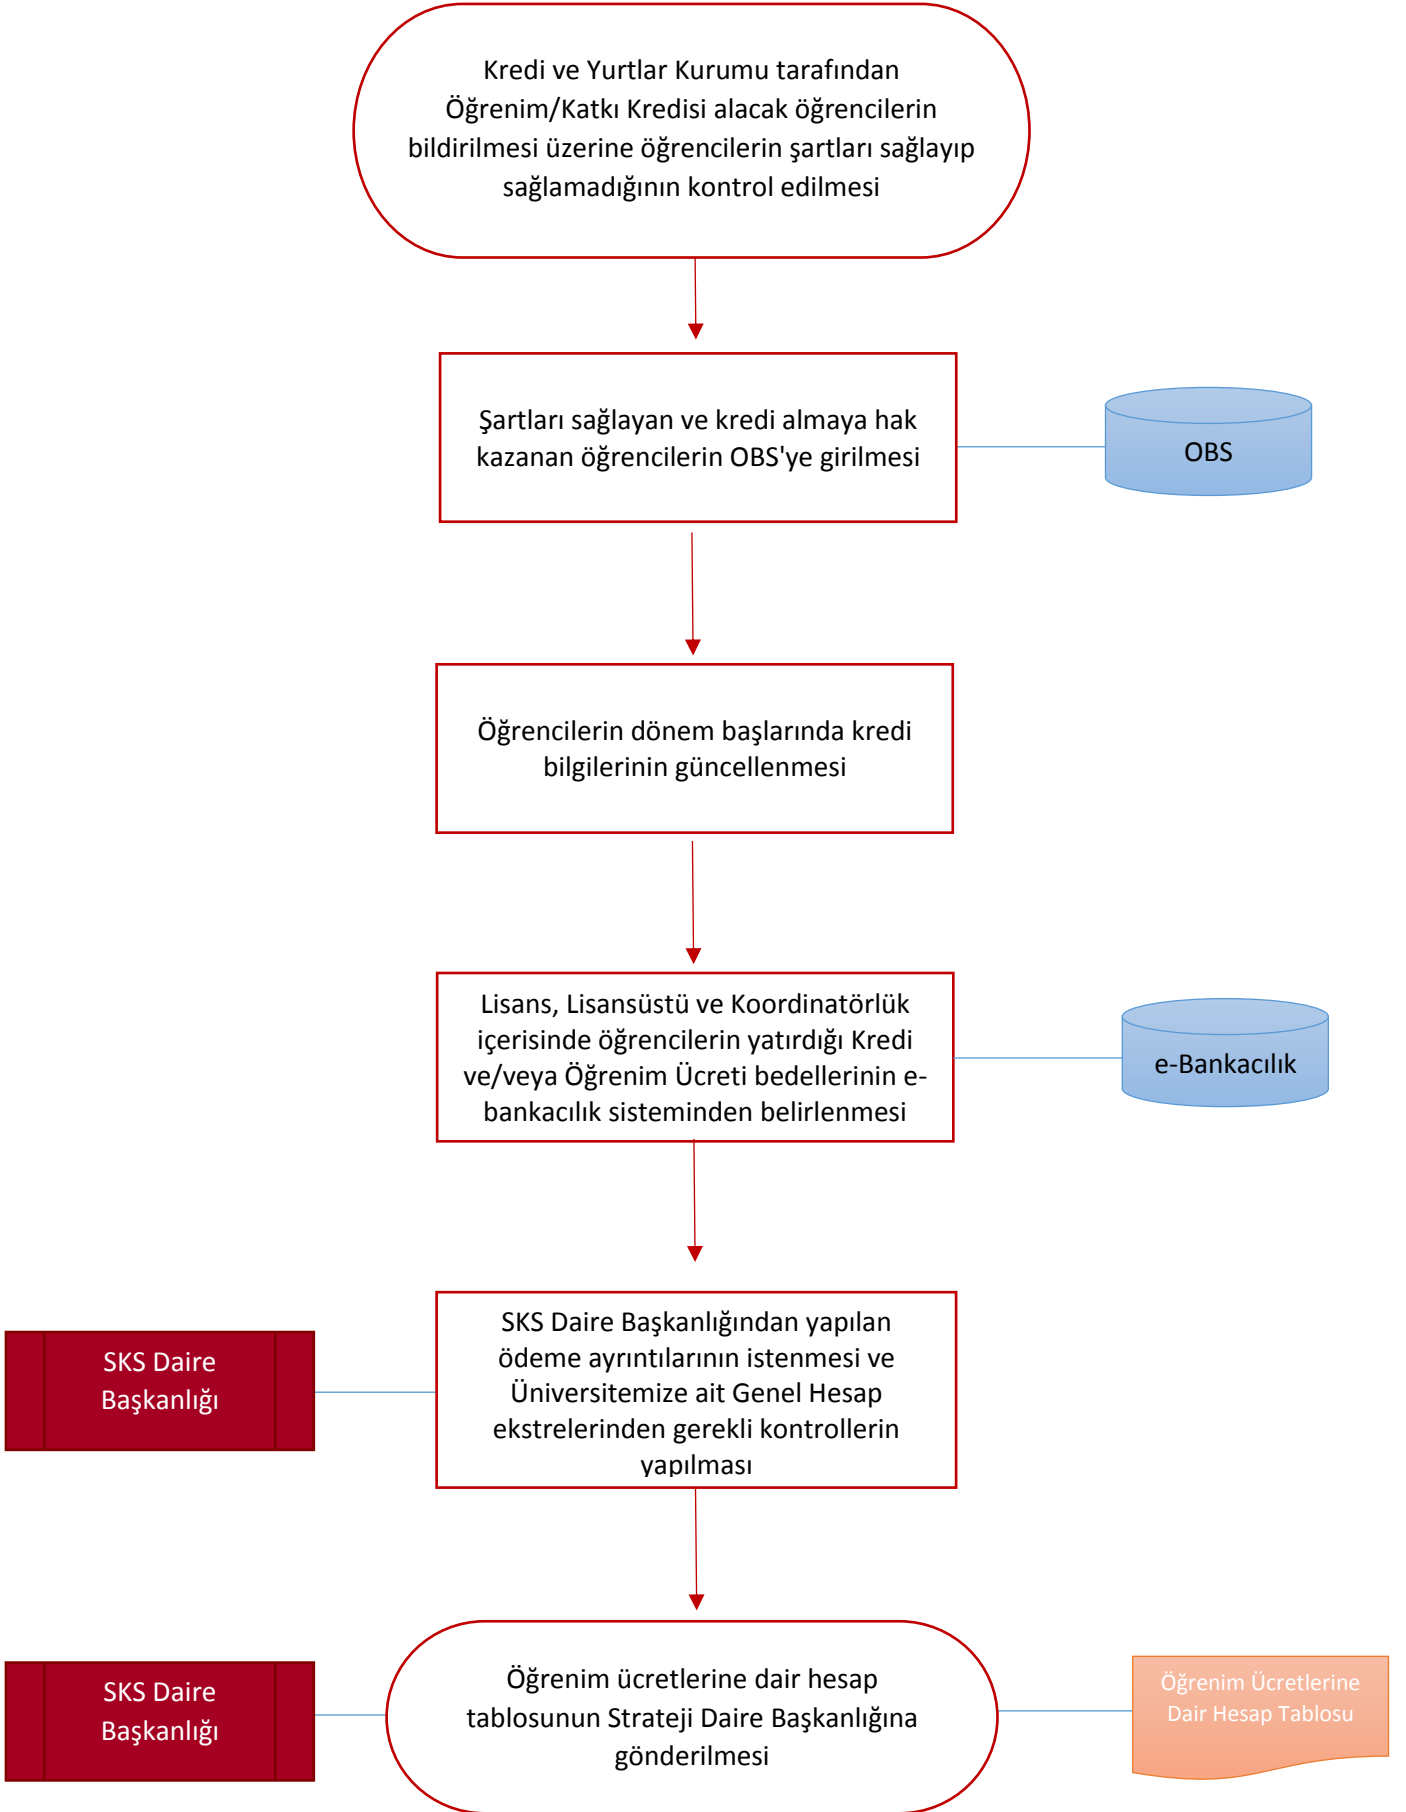 Kredi ve Yurtlar Kurumu tarafından
Öğrenim/Katkı Kredisi alacak öğrencilerin
bildirilmesi üzerine öğrencilerin şartları sağlayıp
sağlamadığının kontrol edilmesi
Şartları sağlayan ve kredi almaya hak
kazanan öğrencilerin OBS'ye girilmesi
OBS
Öğrencilerin dönem başlarında kredi
bilgilerinin güncellenmesi
Lisans, Lisansüstü ve Koordinatörlük
içerisinde öğrencilerin yatırdığı Kredi
ve/veya Öğrenim Ücreti bedellerinin e-
bankacılık sisteminden belirlenmesi
e-Bankacılık
SKS Daire
Başkanlığı
SKS Daire Başkanlığından yapılan
ödeme ayrıntılarının istenmesi ve
Üniversitemize ait Genel Hesap
ekstrelerinden gerekli kontrollerin
yapılması
SKS Daire
Başkanlığı
Öğrenim ücretlerine dair hesap
tablosunun Strateji Daire Başkanlığına
gönderilmesi
Öğrenim Ücretlerine
Dair Hesap Tablosu